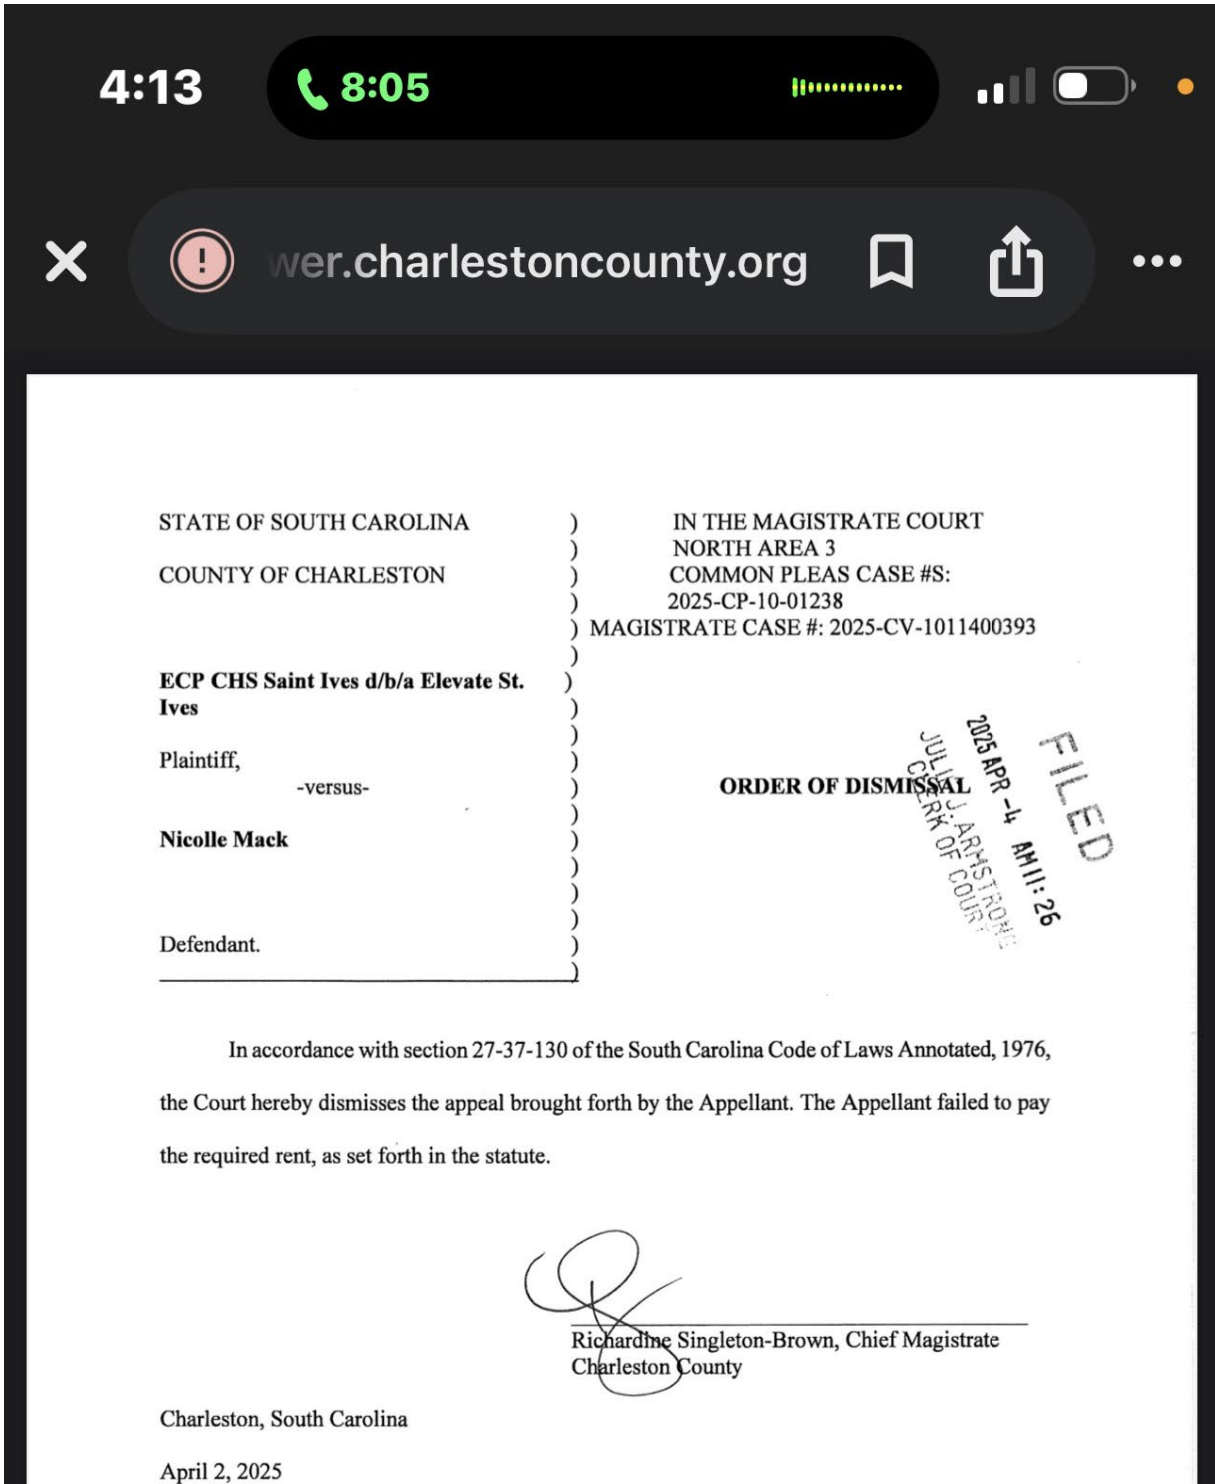 4:13
8:05
wer.charlestoncounty.org
STATE OF SOUTH CAROLINA ) IN THE MAGISTRATE COURT
) NORTH AREA 3
COUNTY OF CHARLESTON ) COMMON PLEAS CASE #S:
) 2025-CP-10-01238
) MAGISTRATE CASE #: 2025-CV-1011400393
)
ECP CHS Saint Ives d/b/a Elevate St. )
Ives )
)
Plaintiff, )
-versus- ) ORDER OF DISMISSAL
)
Nicolle Mack )
)
)
)
Defendant. )
)
FILED
2025 APR -4 AM 11:26
JULIE J. ARMSTRONG
CLERK OF COURT
In accordance with section 27-37-130 of the South Carolina Code of Laws Annotated, 1976,
the Court hereby dismisses the appeal brought forth by the Appellant. The Appellant failed to pay
the required rent, as set forth in the statute.
Richardine Singleton-Brown, Chief Magistrate
Charleston County
Charleston, South Carolina
April 2, 2025